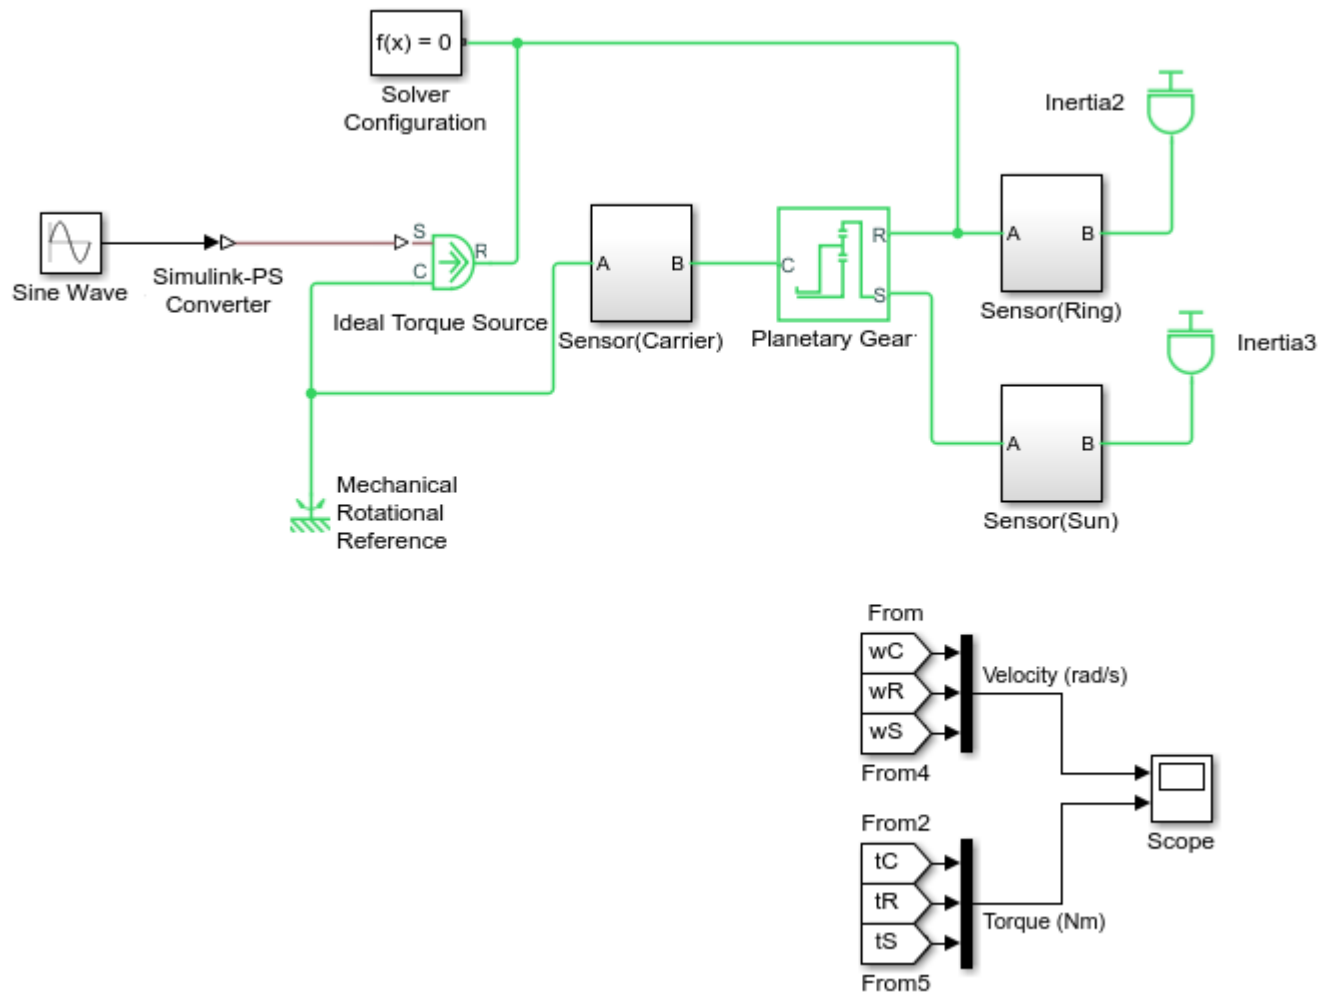 f(x) = 0
Solver
Configuration
Inertia2
S
R
C
Sine Wave
Simulink-PS
Converter
Ideal Torque Source
A
B
Sensor(Carrier)
C
R
S
Planetary Gear
A
B
Sensor(Ring)
Inertia3
A
B
Sensor(Sun)
Mechanical
Rotational
Reference
From
wC
wR
wS
From4
Velocity (rad/s)
From2
tC
tR
tS
From5
Torque (Nm)
Scope